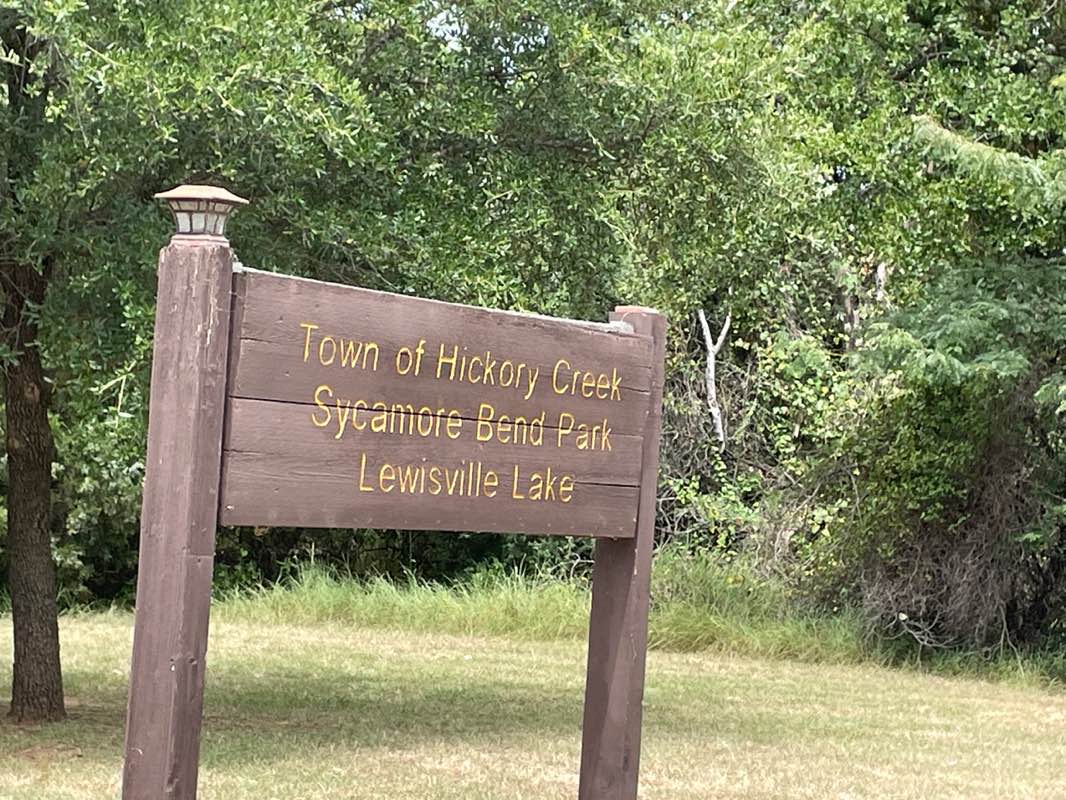 Town of Hickory Creek
Sycamore Bend Park
Lewisville Lake